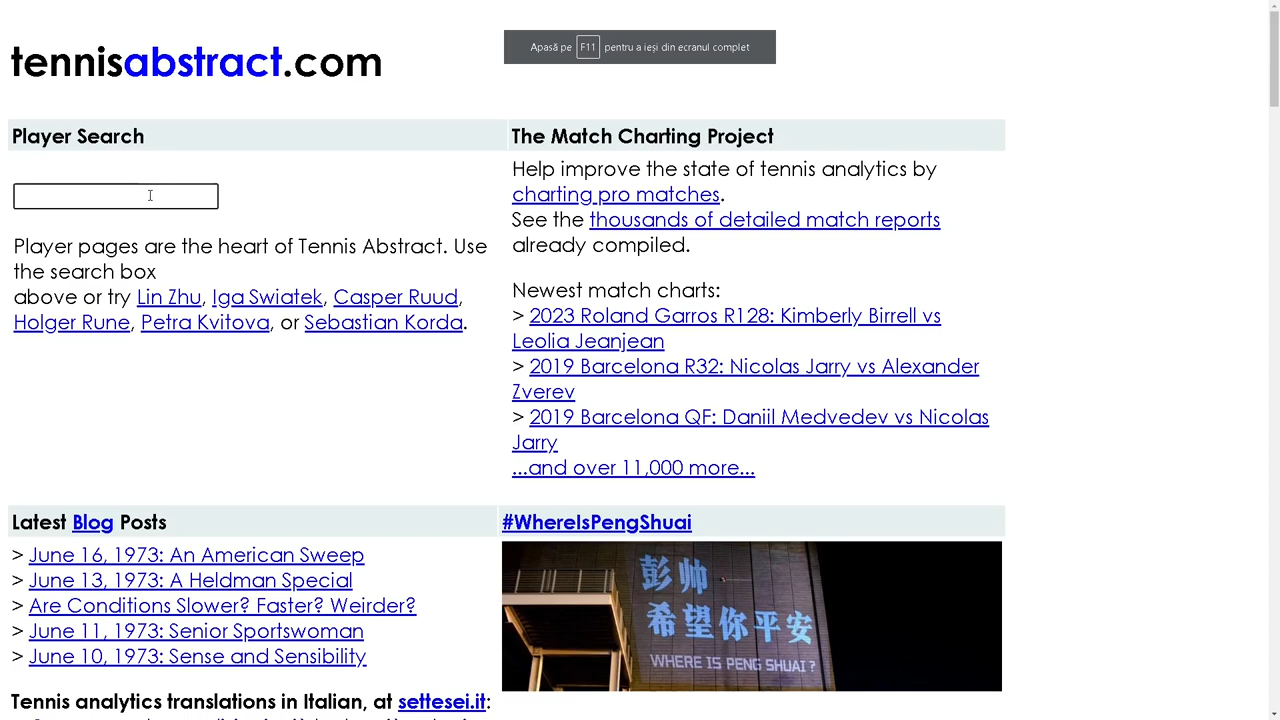 tennisabstract.com
Apasă pe F11 pentru a ieși din ecranul complet
Player Search
Player pages are the heart of Tennis Abstract. Use
the search box
above or try Lin Zhu, Iga Swiatek, Casper Ruud,
Holger Rune, Petra Kvitova, or Sebastian Korda.
The Match Charting Project
Help improve the state of tennis analytics by
charting pro matches.
See the thousands of detailed match reports
already compiled.
Newest match charts:
> 2023 Roland Garros R128: Kimberly Birrell vs
Leolia Jeanjean
> 2019 Barcelona R32: Nicolas Jarry vs Alexander
Zverev
> 2019 Barcelona QF: Daniil Medvedev vs Nicolas
Jarry
...and over 11,000 more...
Latest Blog Posts
> June 16, 1973: An American Sweep
> June 13, 1973: A Heldman Special
> Are Conditions Slower? Faster? Weirder?
> June 11, 1973: Senior Sportswoman
> June 10, 1973: Sense and Sensibility
Tennis analytics translations in Italian, at settesei.it:
#WhereIsPengShuai
彭帅
希望你平安
WHERE IS PENG SHUAI?